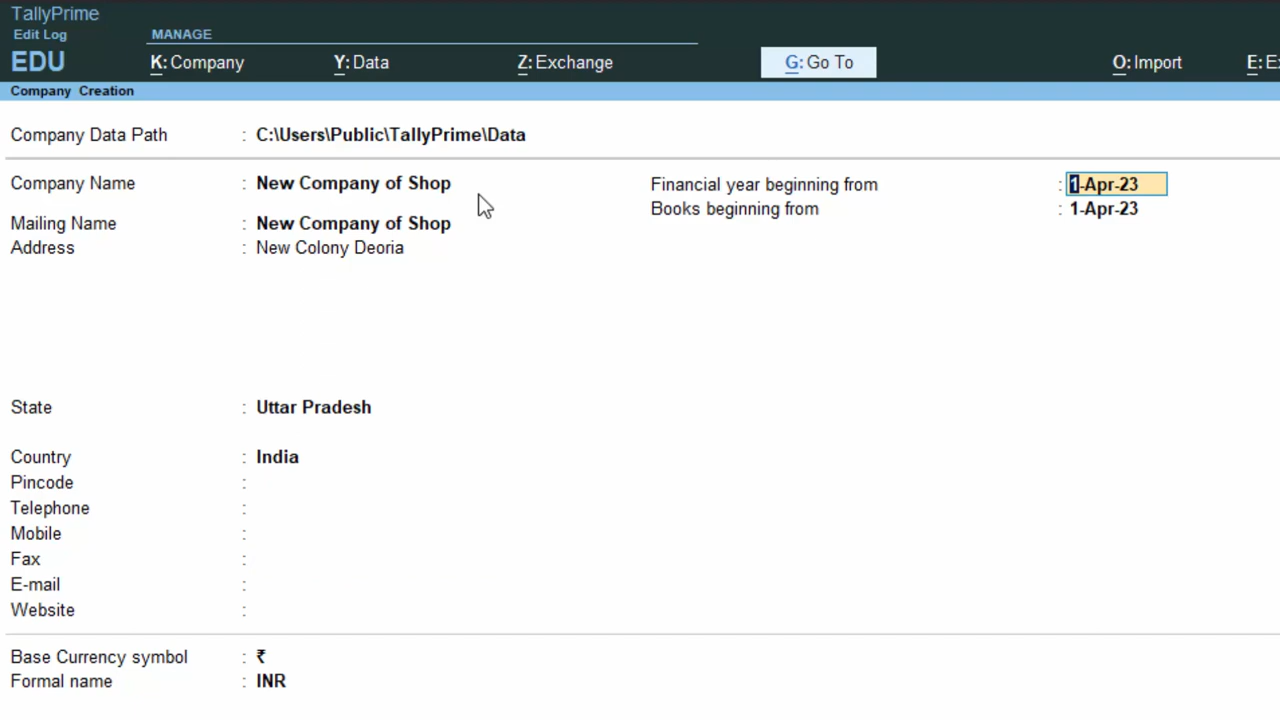 TallyPrime
Edit Log
MANAGE
EDU
K: Company
Y: Data
Z: Exchange
G: Go To
O: Import
E: E
Company Creation
Company Data Path : C:\Users\Public\TallyPrime\Data
Company Name : New Company of Shop
Financial year beginning from : 1-Apr-23
Books beginning from : 1-Apr-23
Mailing Name : New Company of Shop
Address : New Colony Deoria
State : Uttar Pradesh
Country : India
Pincode :
Telephone :
Mobile :
Fax :
E-mail :
Website :
Base Currency symbol : ₹
Formal name : INR